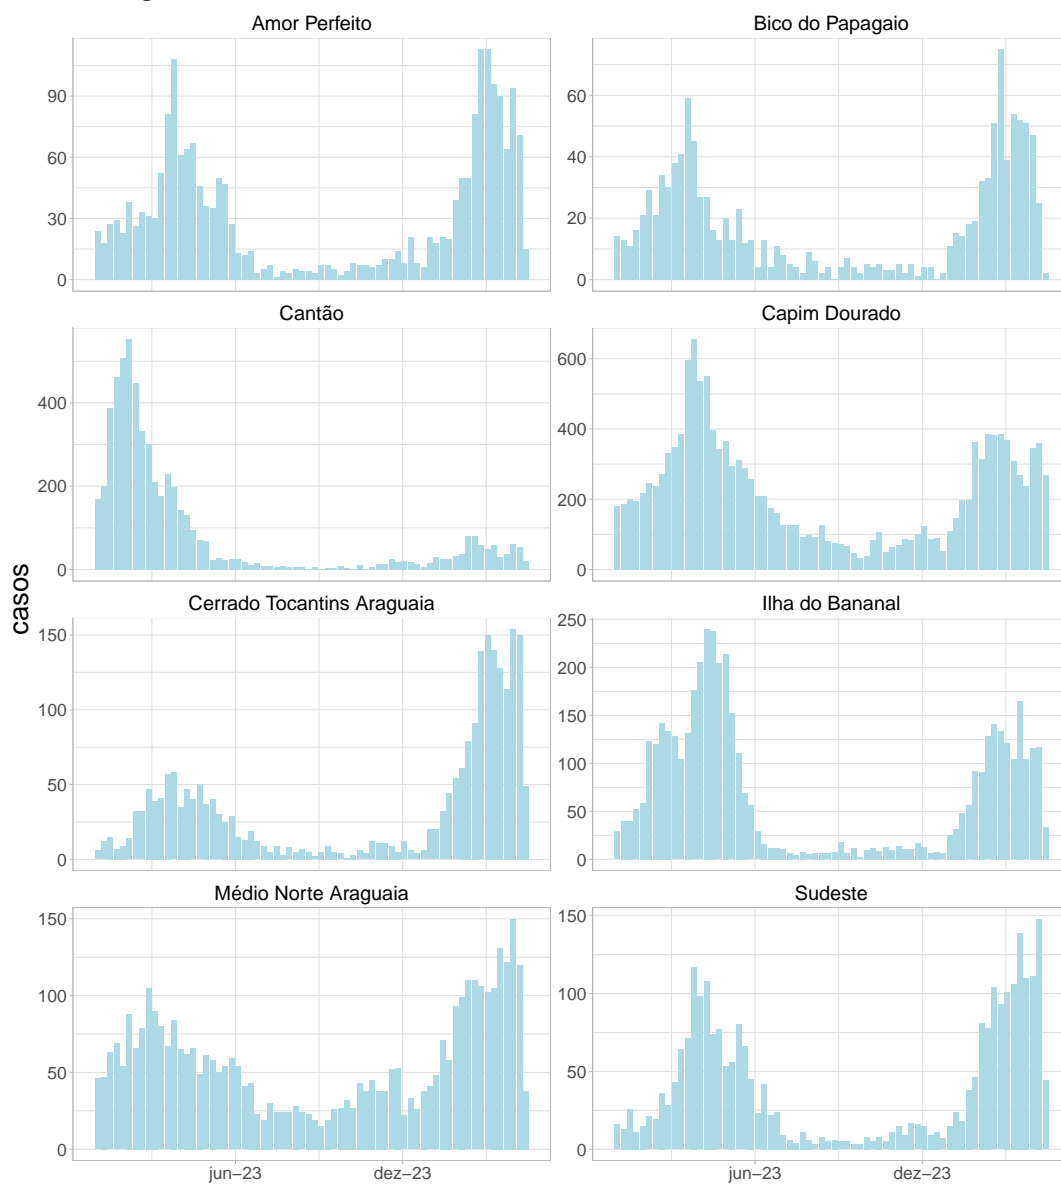 Amor Perfeito
Bico do Papagaio
90
60
30
0
60
40
20
0
Cantão
Capim Dourado
400
200
0
600
400
200
0
casos
Cerrado Tocantins Araguaia
Ilha do Bananal
150
100
50
0
250
200
150
100
50
0
Médio Norte Araguaia
Sudeste
150
100
50
0
150
100
50
0
jun−23
dez−23
jun−23
dez−23